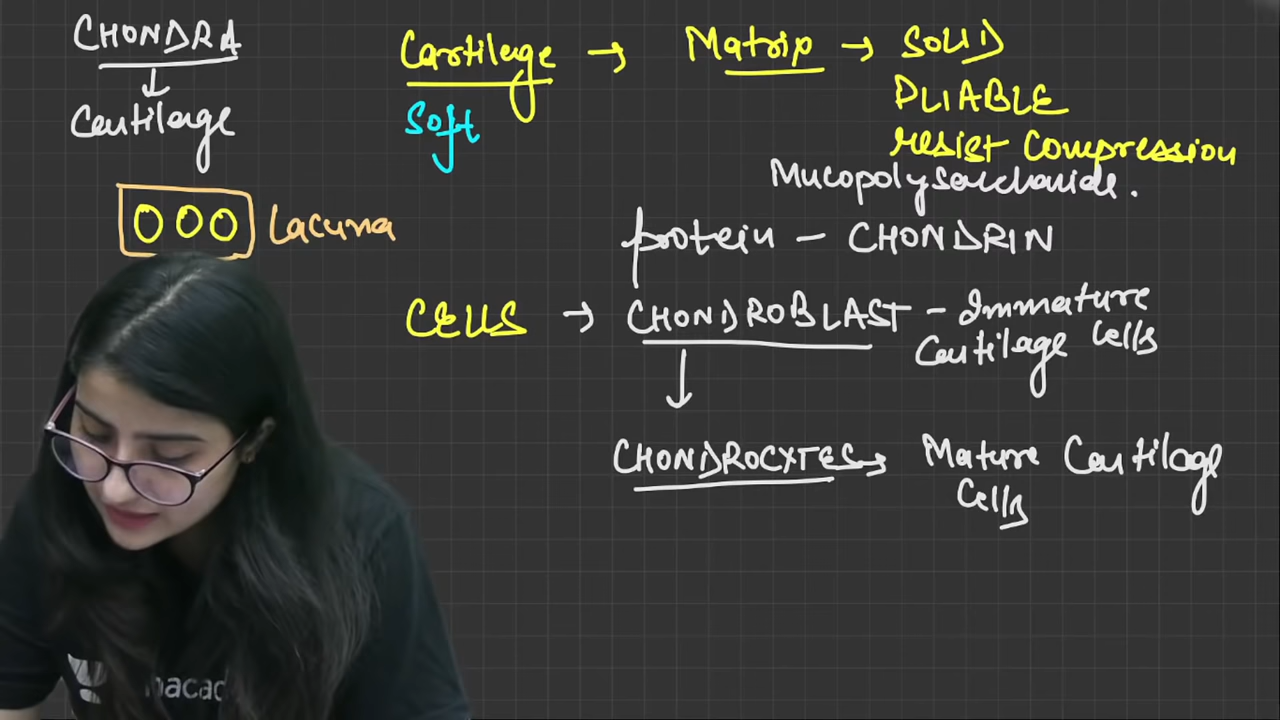 CHONDRA
↓
Cartilage
Lacuna
Cartilage → Matrix → SOLID
Soft
PLIABLE
resist Compression
Mucopolysaccharide.
protein - CHONDRIN
CELLS → CHONDROBLAST - Immature
Cartilage Cells
↓
CHONDROCYTES → Mature Cartilage
Cells